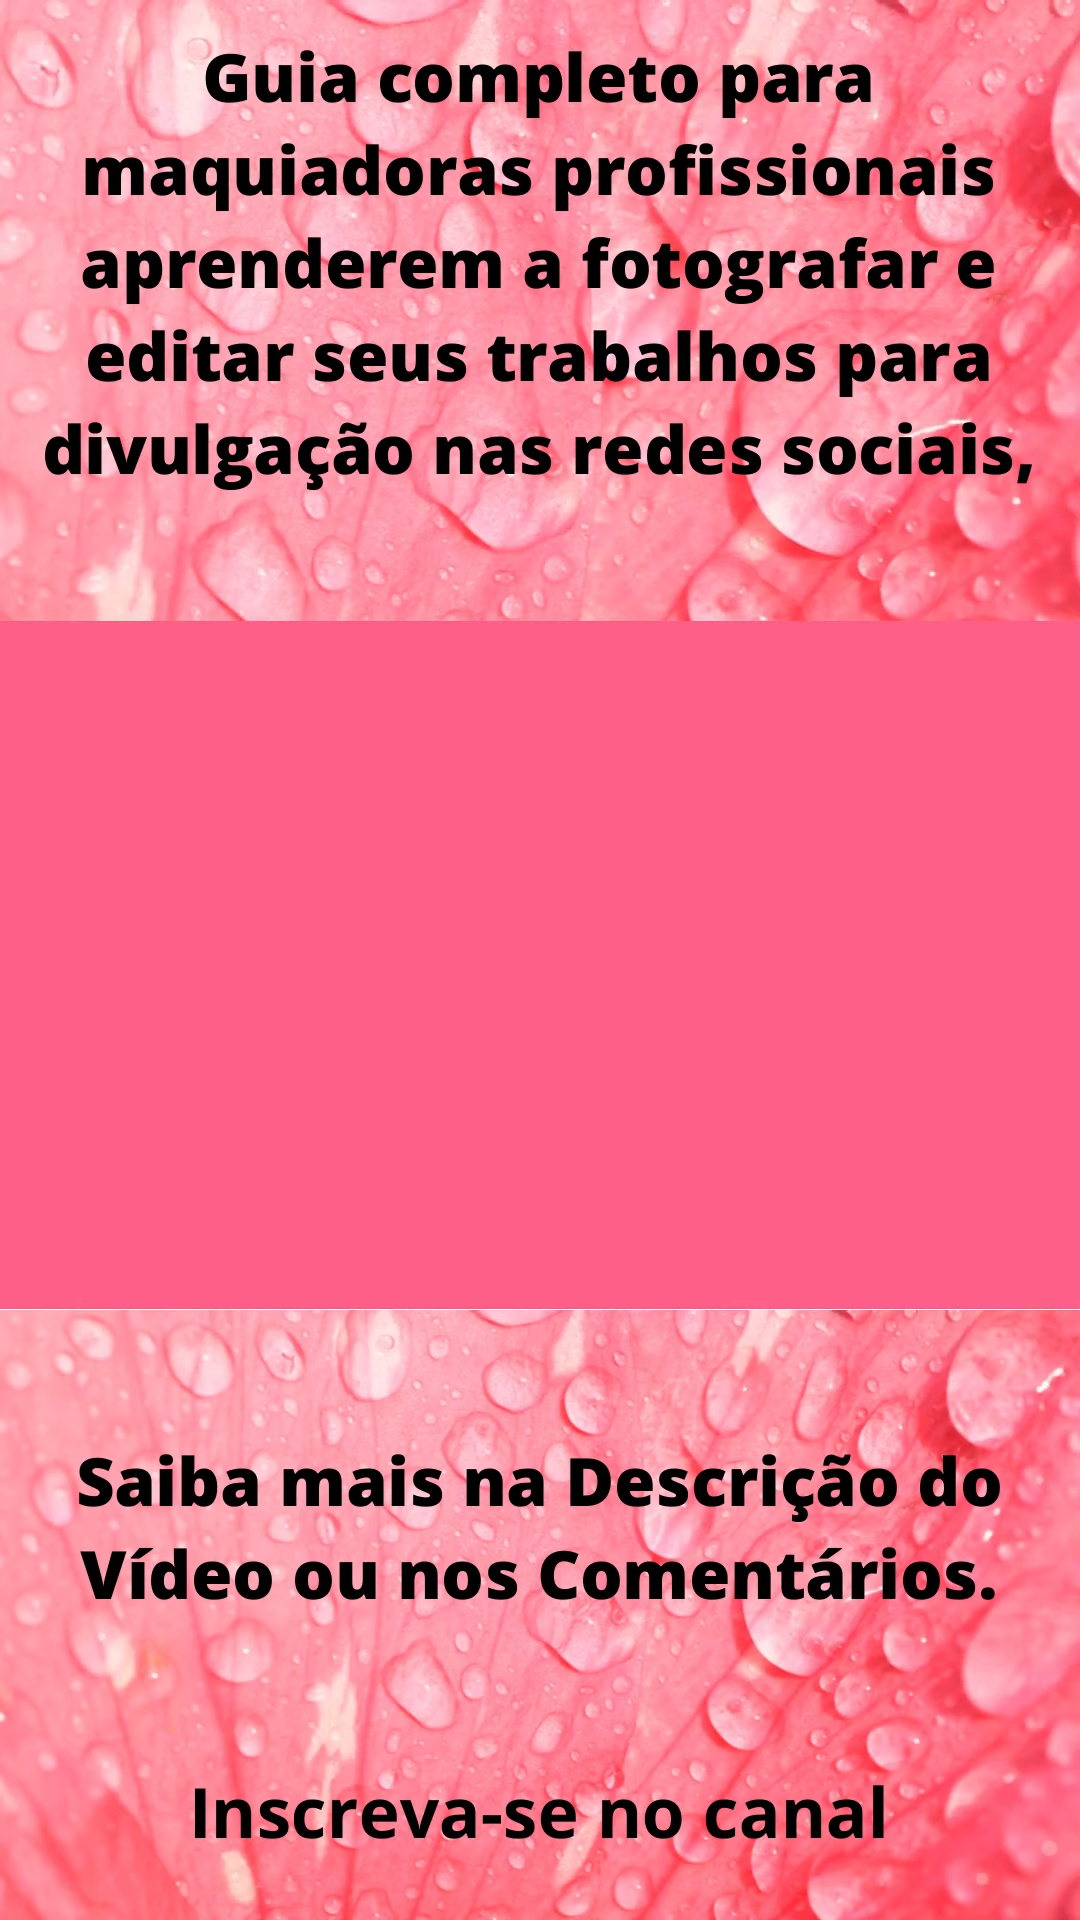 Guia completo para
maquiadoras profissionais
aprenderem a fotografar e
editar seus trabalhos para
divulgação nas redes sociais,
Saiba mais na Descrição do
Vídeo ou nos Comentários.
Inscreva-se no canal